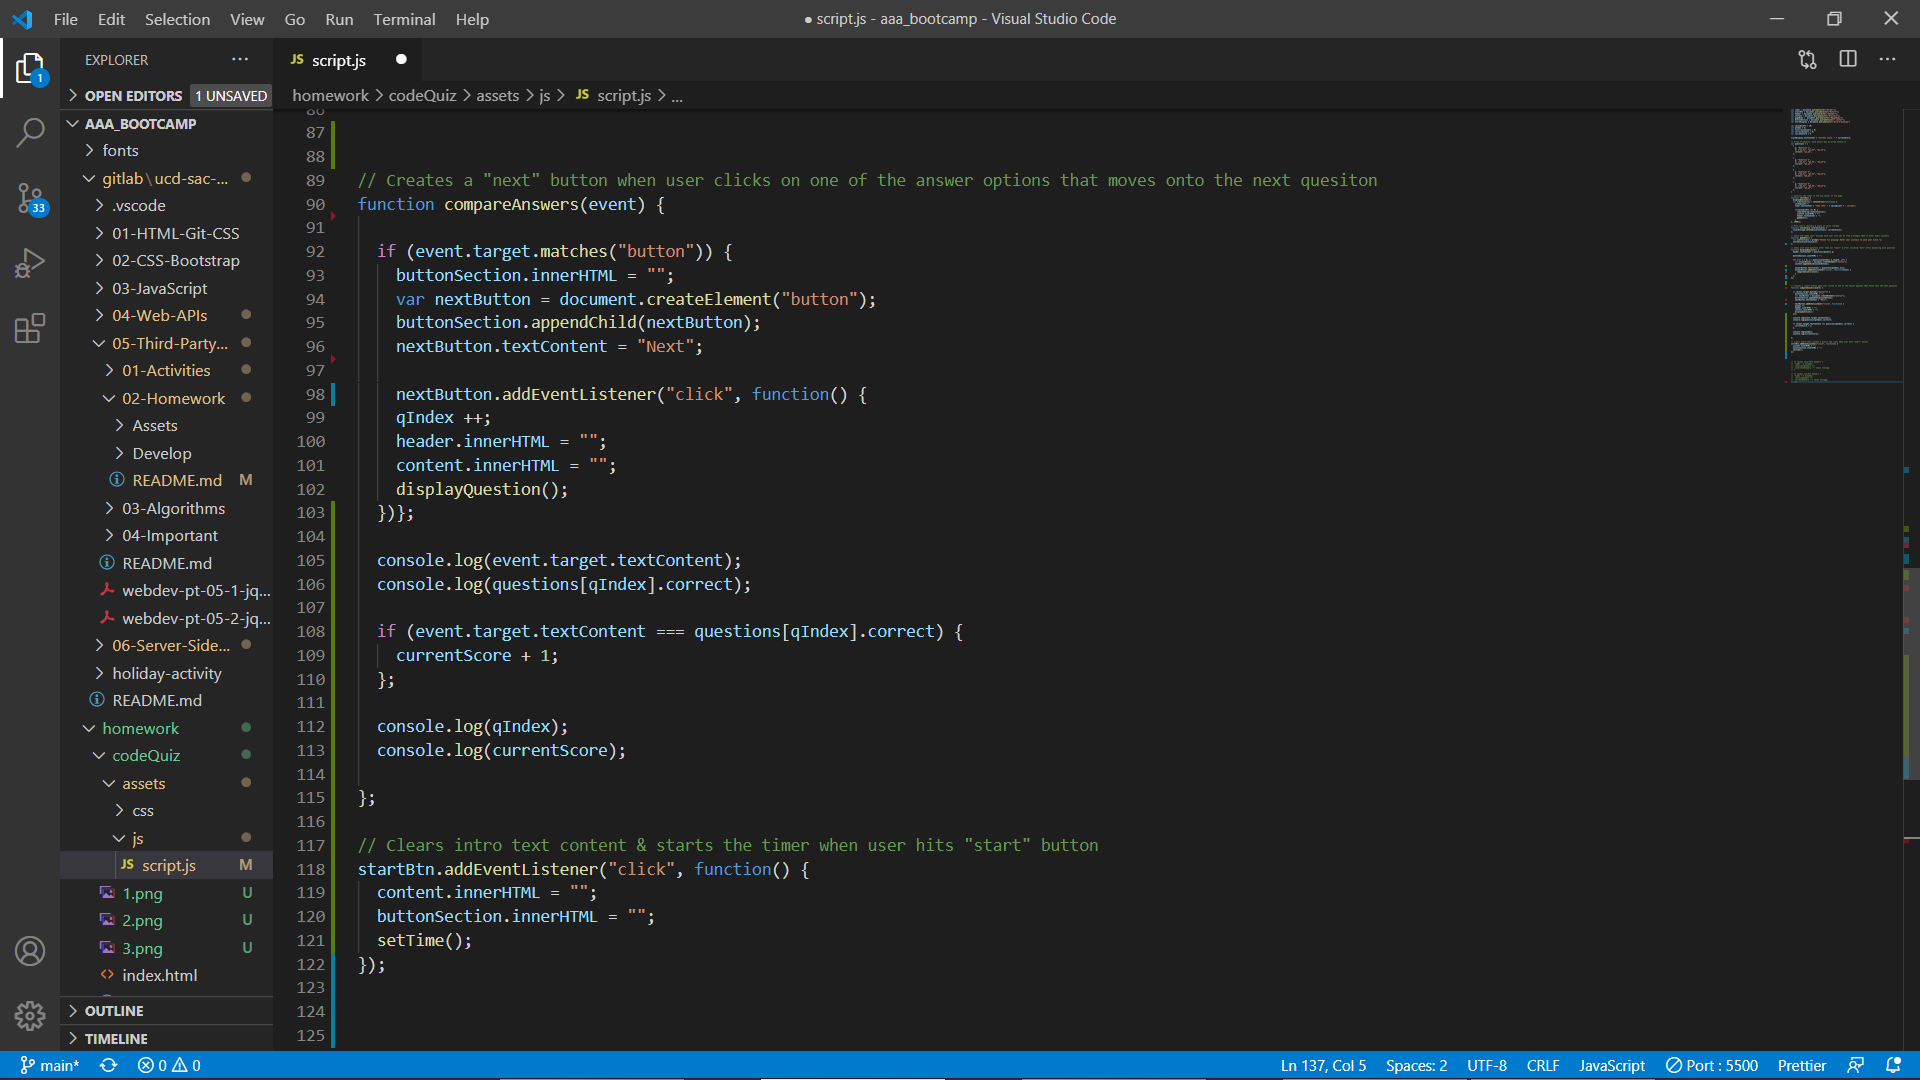 File Edit Selection View Go Run Terminal Help
● script.js - aaa_bootcamp - Visual Studio Code
EXPLORER ···
OPEN EDITORS 1 UNSAVED
AAA_BOOTCAMP
fonts
gitlab\ucd-sac-...
.vscode
01-HTML-Git-CSS
02-CSS-Bootstrap
03-JavaScript
04-Web-APIs
05-Third-Party...
01-Activities
02-Homework
Assets
Develop
README.md M
03-Algorithms
04-Important
README.md
webdev-pt-05-1-jq...
webdev-pt-05-2-jq...
06-Server-Side...
holiday-activity
README.md
homework
codeQuiz
assets
css
js
JS script.js M
1.png U
2.png U
3.png U
index.html
OUTLINE
TIMELINE
1
33
JS script.js ●
homework > codeQuiz > assets > js > JS script.js > ...
86
87
88
89 // Creates a "next" button when user clicks on one of the answer options that moves onto the next quesiton
90 function compareAnswers(event) {
91
92 if (event.target.matches("button")) {
93 buttonSection.innerHTML = "";
94 var nextButton = document.createElement("button");
95 buttonSection.appendChild(nextButton);
96 nextButton.textContent = "Next";
97
98 nextButton.addEventListener("click", function() {
99 qIndex ++;
100 header.innerHTML = "";
101 content.innerHTML = "";
102 displayQuestion();
103 })};
104
105 console.log(event.target.textContent);
106 console.log(questions[qIndex].correct);
107
108 if (event.target.textContent === questions[qIndex].correct) {
109 currentScore + 1;
110 };
111
112 console.log(qIndex);
113 console.log(currentScore);
114
115 };
116
117 // Clears intro text content & starts the timer when user hits "start" button
118 startBtn.addEventListener("click", function() {
119 content.innerHTML = "";
120 buttonSection.innerHTML = "";
121 setTime();
122 });
123
124
125
main* 0 0
Ln 137, Col 5 Spaces: 2 UTF-8 CRLF JavaScript Port : 5500 Prettier